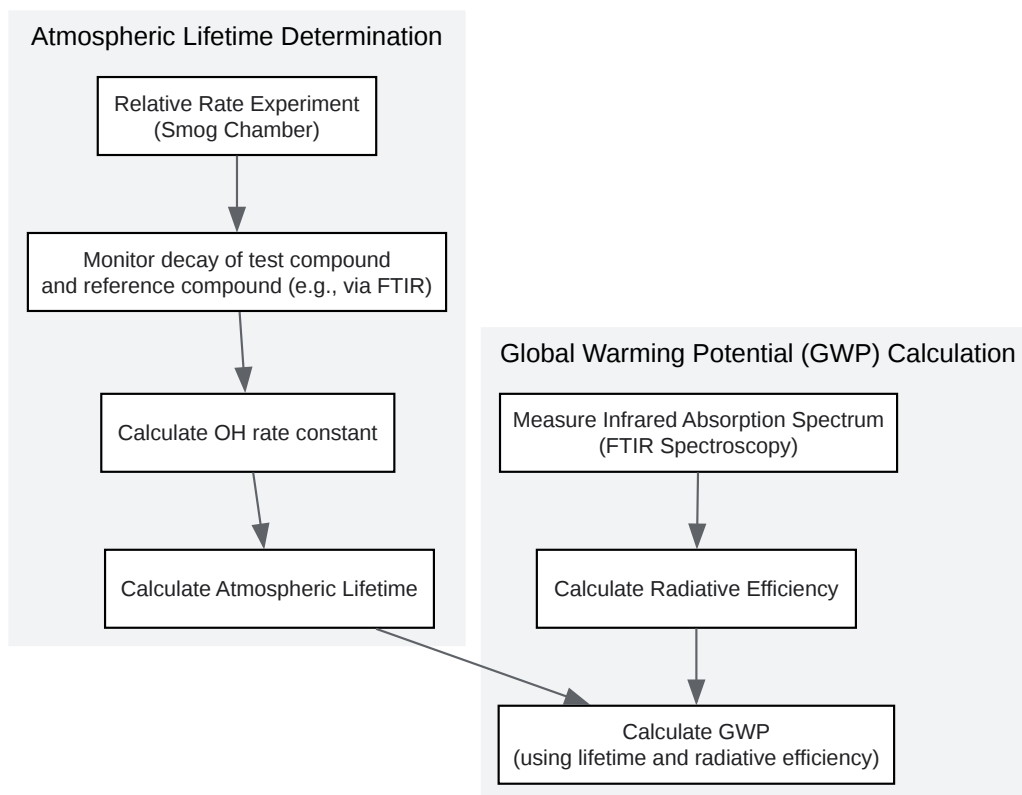 Atmospheric Lifetime Determination
Relative Rate Experiment
(Smog Chamber)
Monitor decay of test compound
and reference compound (e.g., via FTIR)
Calculate OH rate constant
Calculate Atmospheric Lifetime
Global Warming Potential (GWP) Calculation
Measure Infrared Absorption Spectrum
(FTIR Spectroscopy)
Calculate Radiative Efficiency
Calculate GWP
(using lifetime and radiative efficiency)